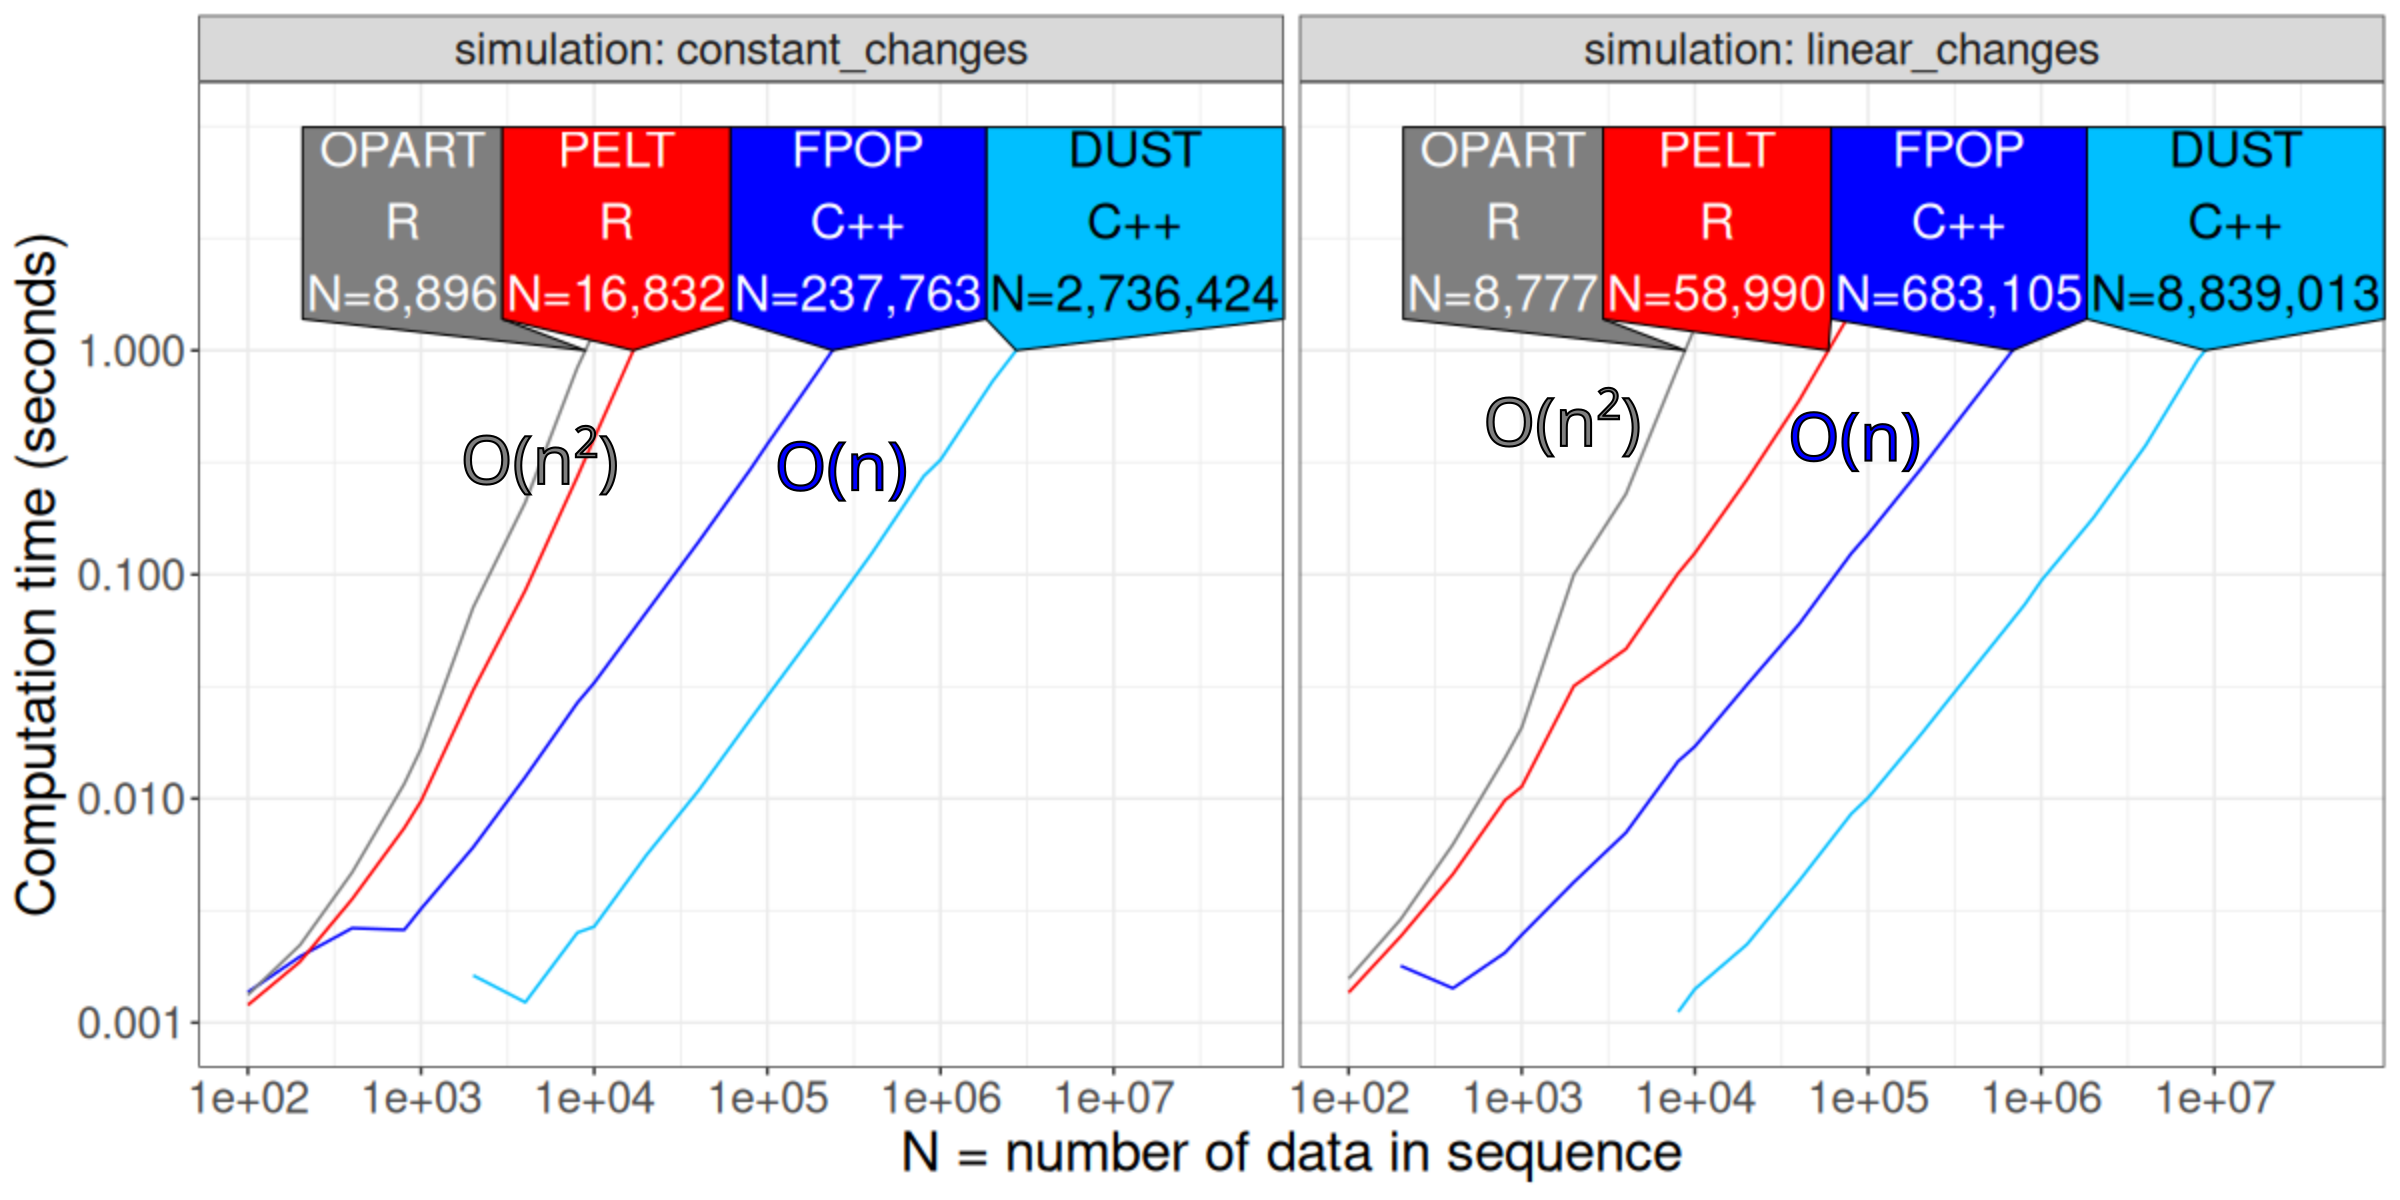 simulation: constant_changes
simulation: linear_changes
OPART PELT FPOP DUST
R R C++ C++
N=8,896 N=16,832 N=237,763 N=2,736,424
OPART PELT FPOP DUST
R R C++ C++
N=8,777 N=58,990 N=683,105 N=8,839,013
O(n²) O(n)
O(n²) O(n)
Computation time (seconds)
1.000
0.100
0.010
0.001
1e+02 1e+03 1e+04 1e+05 1e+06 1e+07
1e+02 1e+03 1e+04 1e+05 1e+06 1e+07
N = number of data in sequence